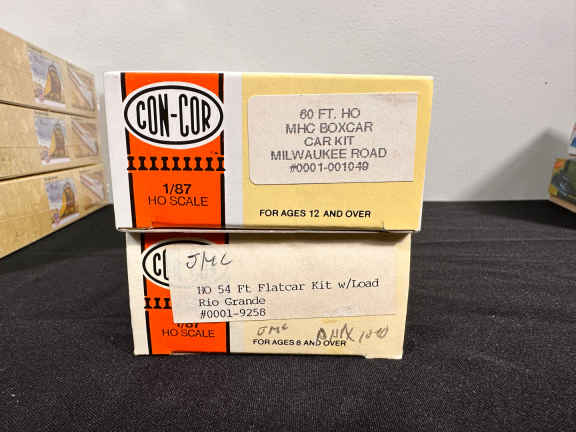 CON-COR
1/87
HO SCALE
60 FT. HO
MHC BOXCAR
CAR KIT
MILWAUKEE ROAD
#0001-001049
FOR AGES 12 AND OVER
JMC
HO 54 Ft Flatcar Kit w/Load
Rio Grande
#0001-9258
1/87
HO SCALE
JMC
FOR AGES 8 AND OVER